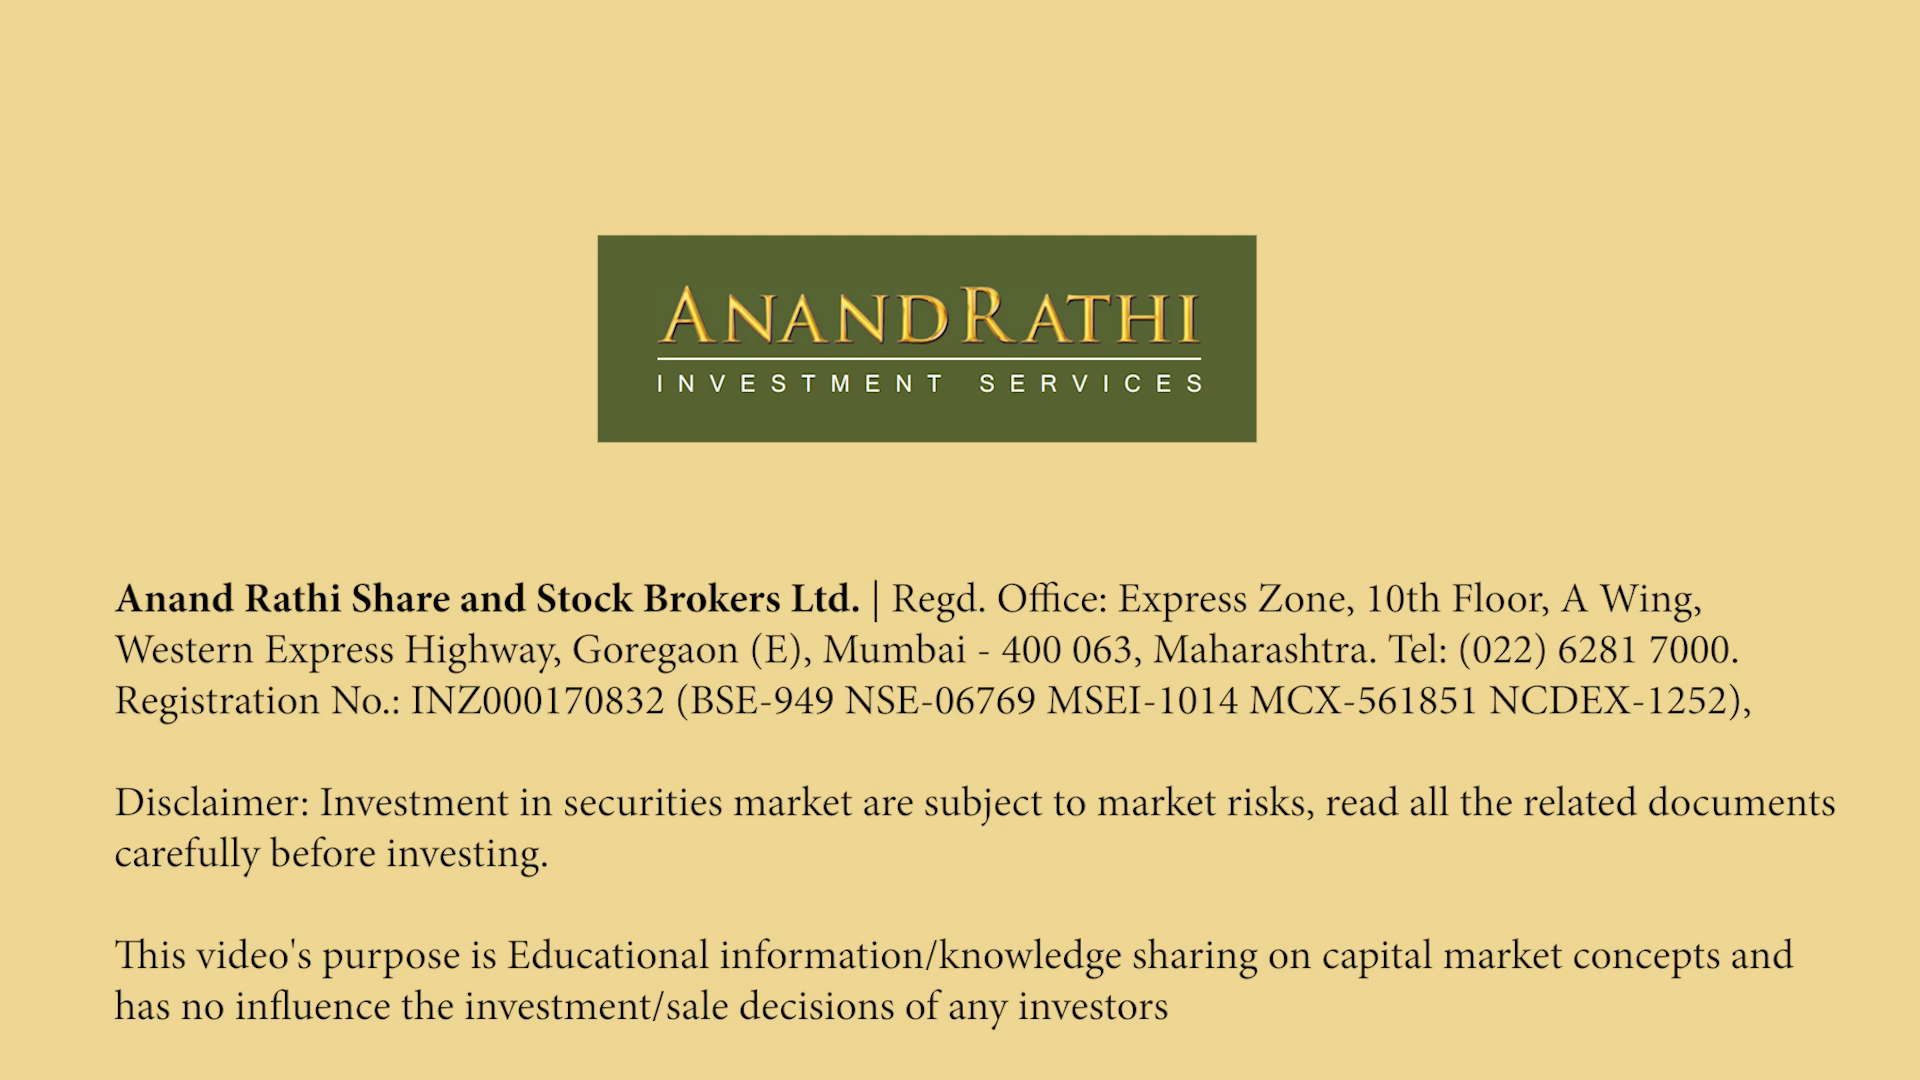 ANANDRATHI
INVESTMENT SERVICES
Anand Rathi Share and Stock Brokers Ltd. | Regd. Office: Express Zone, 10th Floor, A Wing,
Western Express Highway, Goregaon (E), Mumbai - 400 063, Maharashtra. Tel: (022) 6281 7000.
Registration No.: INZ000170832 (BSE-949 NSE-06769 MSEI-1014 MCX-561851 NCDEX-1252),
Disclaimer: Investment in securities market are subject to market risks, read all the related documents
carefully before investing.
This video's purpose is Educational information/knowledge sharing on capital market concepts and
has no influence the investment/sale decisions of any investors